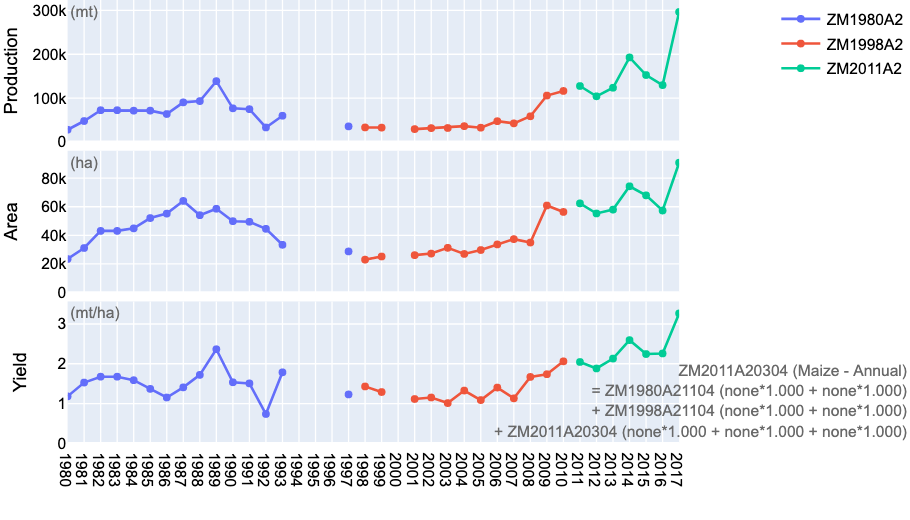 300k
(mt)
ZM1980A2
ZM1998A2
ZM2011A2
200k
100k
0
Production
(ha)
80k
60k
40k
20k
0
Area
(mt/ha)
3
2
1
0
Yield
ZM2011A20304 (Maize - Annual)
= ZM1980A21104 (none*1.000 + none*1.000)
+ ZM1998A21104 (none*1.000 + none*1.000)
+ ZM2011A20304 (none*1.000 + none*1.000 + none*1.000)
1980
1981
1982
1983
1984
1985
1986
1987
1988
1989
1990
1991
1992
1993
1994
1995
1996
1997
1998
1999
2000
2001
2002
2003
2004
2005
2006
2007
2008
2009
2010
2011
2012
2013
2014
2015
2016
2017